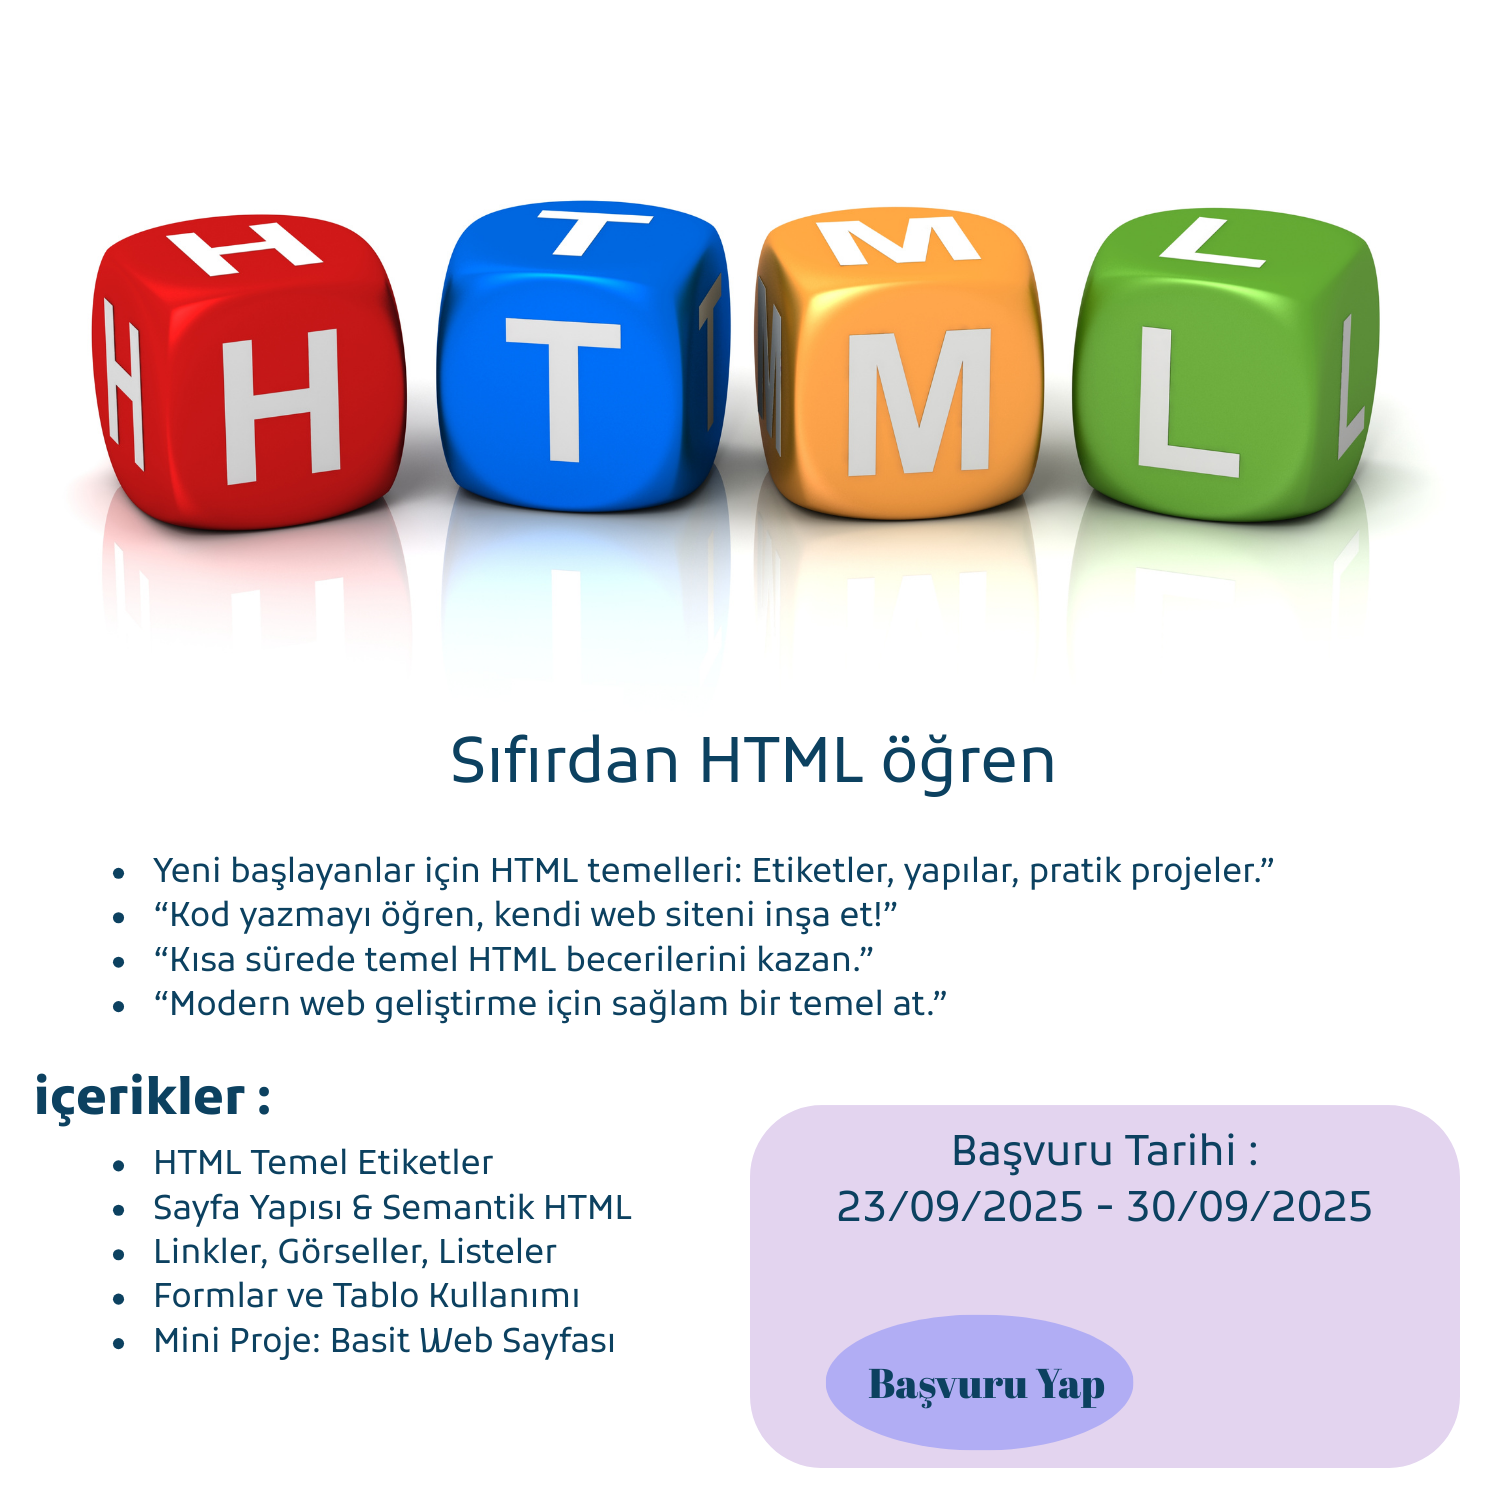 H T M L
H H T T M M L L
Sıfırdan HTML öğren
• Yeni başlayanlar için HTML temelleri: Etiketler, yapılar, pratik projeler.”
• “Kod yazmayı öğren, kendi web siteni inşa et!”
• “Kısa sürede temel HTML becerilerini kazan.”
• “Modern web geliştirme için sağlam bir temel at.”
içerikler :
• HTML Temel Etiketler
• Sayfa Yapısı & Semantik HTML
• Linkler, Görseller, Listeler
• Formlar ve Tablo Kullanımı
• Mini Proje: Basit Web Sayfası
Başvuru Tarihi :
23/09/2025 - 30/09/2025
Başvuru Yap